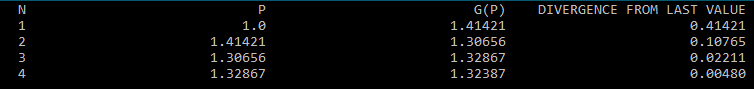 N P G(P) DIVERGENCE FROM LAST VALUE
1 1.0 1.41421 0.41421
2 1.41421 1.30656 0.10765
3 1.30656 1.32867 0.02211
4 1.32867 1.32387 0.00480